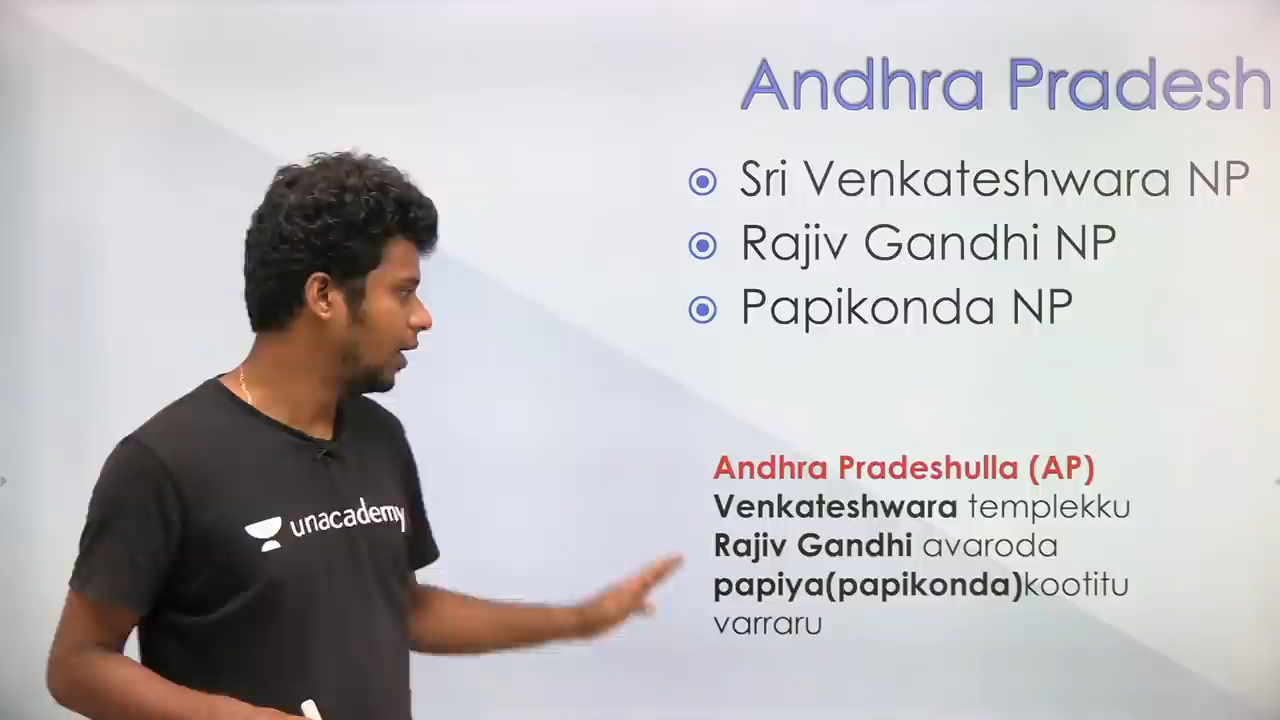 Andhra Pradesh
Sri Venkateshwara NP
Rajiv Gandhi NP
Papikonda NP
Andhra Pradeshulla (AP)
Venkateshwara templekku
Rajiv Gandhi avaroda
papiya(papikonda)kootitu
varraru
unacademy